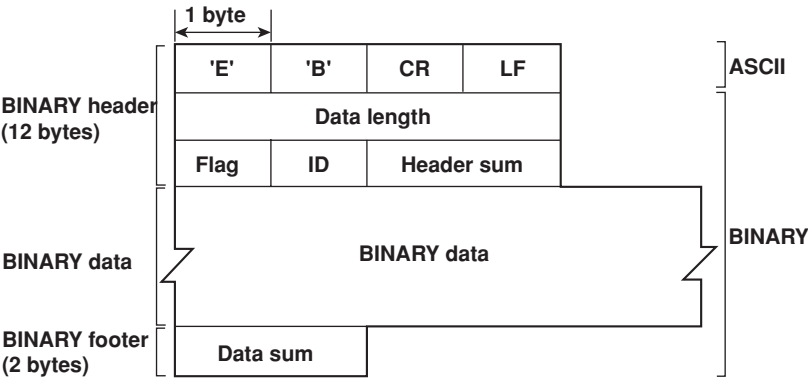 1 byte
'E' 'B' CR LF
ASCII
BINARY header
(12 bytes)
Data length
Flag ID Header sum
BINARY
BINARY data
BINARY data
BINARY footer
(2 bytes)
Data sum